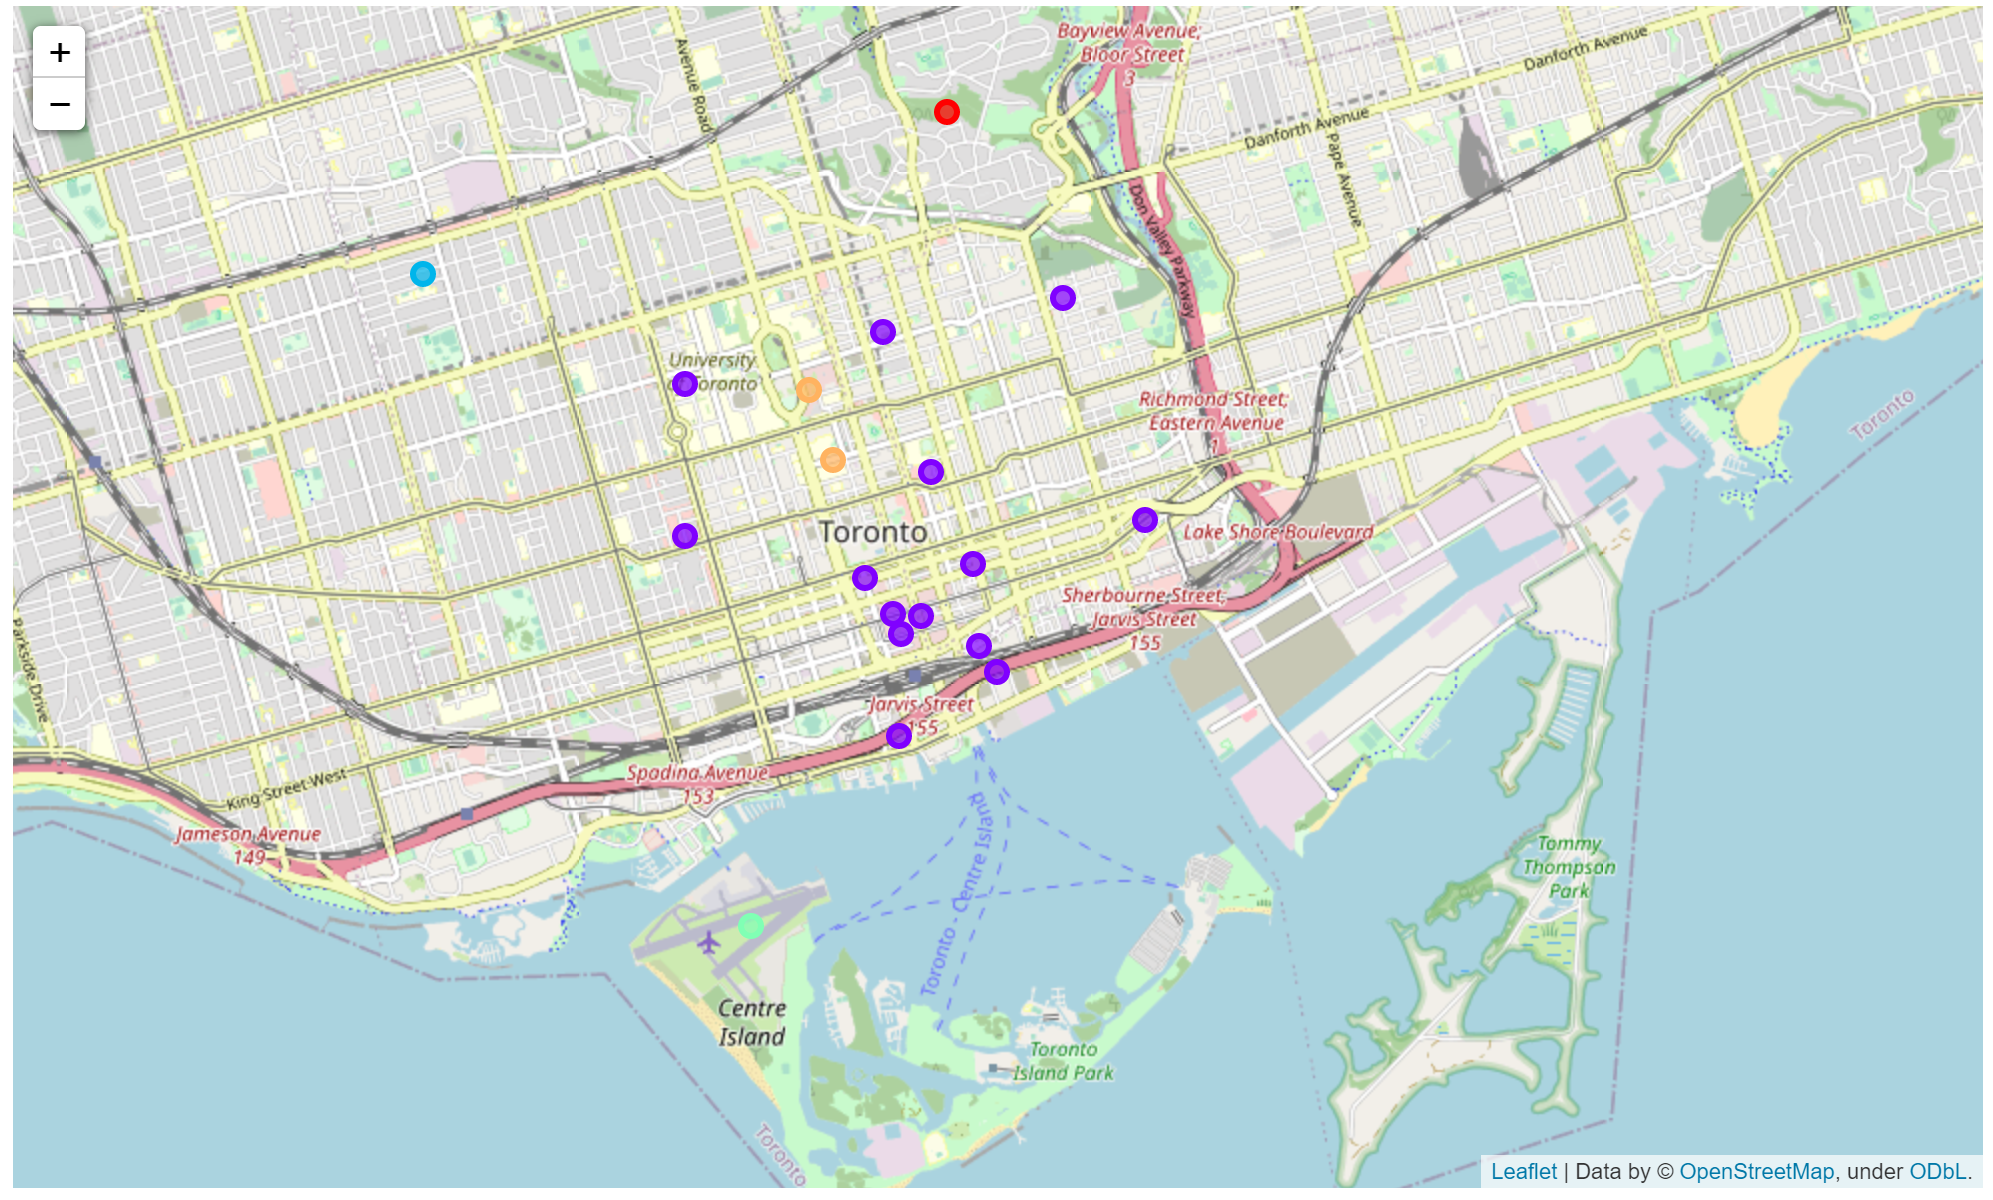 +
−
Bayview Avenue;
Bloor Street
3
Avenue Road
Danforth Avenue
Danforth Avenue
Pape Avenue
Don Valley Parkway
University
of Toronto
Richmond Street;
Eastern Avenue
1
Toronto
Toronto
Lake Shore Boulevard
Sherbourne Street;
Jarvis Street
155
Parkside Drive
Jarvis Street
155
Spadina Avenue
153
King Street West
Jameson Avenue
149
Toronto - Centre Island
Tommy
Thompson
Park
Centre
Island
Toronto
Island Park
Toronto
Leaflet | Data by © OpenStreetMap, under ODbL.